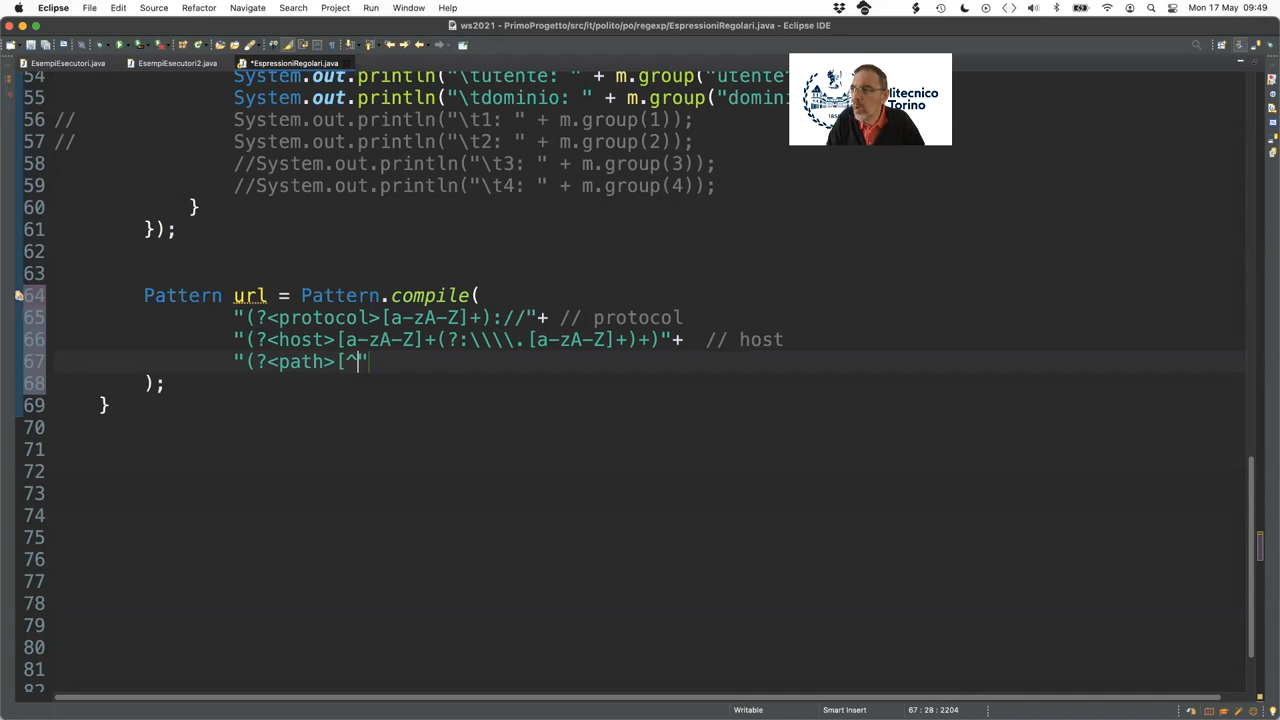 Eclipse File Edit Source Refactor Navigate Search Project Run Window Help Mon 17 May 09:49
ws2021 - PrimoProgetto/src/it/polito/po/regexp/EspressioniRegolari.java - Eclipse IDE
EsempiEsecutori.java EsempiEsecutori2.java *EspressioniRegolari.java
54 System.out.println("\tutente: " + m.group("utente"
55 System.out.println("\tdominio: " + m.group("domini
56 // System.out.println("\t1: " + m.group(1));
57 // System.out.println("\t2: " + m.group(2));
58 //System.out.println("\t3: " + m.group(3));
59 //System.out.println("\t4: " + m.group(4));
60 }
61 });
62
63
64 Pattern url = Pattern.compile(
65 "(?<protocol>[a-zA-Z]+)://"+ // protocol
66 "(?<host>[a-zA-Z]+(?:\\\\.[a-zA-Z]+)+)"+ // host
67 "(?<path>[^"
68 );
69 }
70
71
72
73
74
75
76
77
78
79
80
81
82
Politecnico
Torino
Writable Smart Insert 67 : 28 : 2204